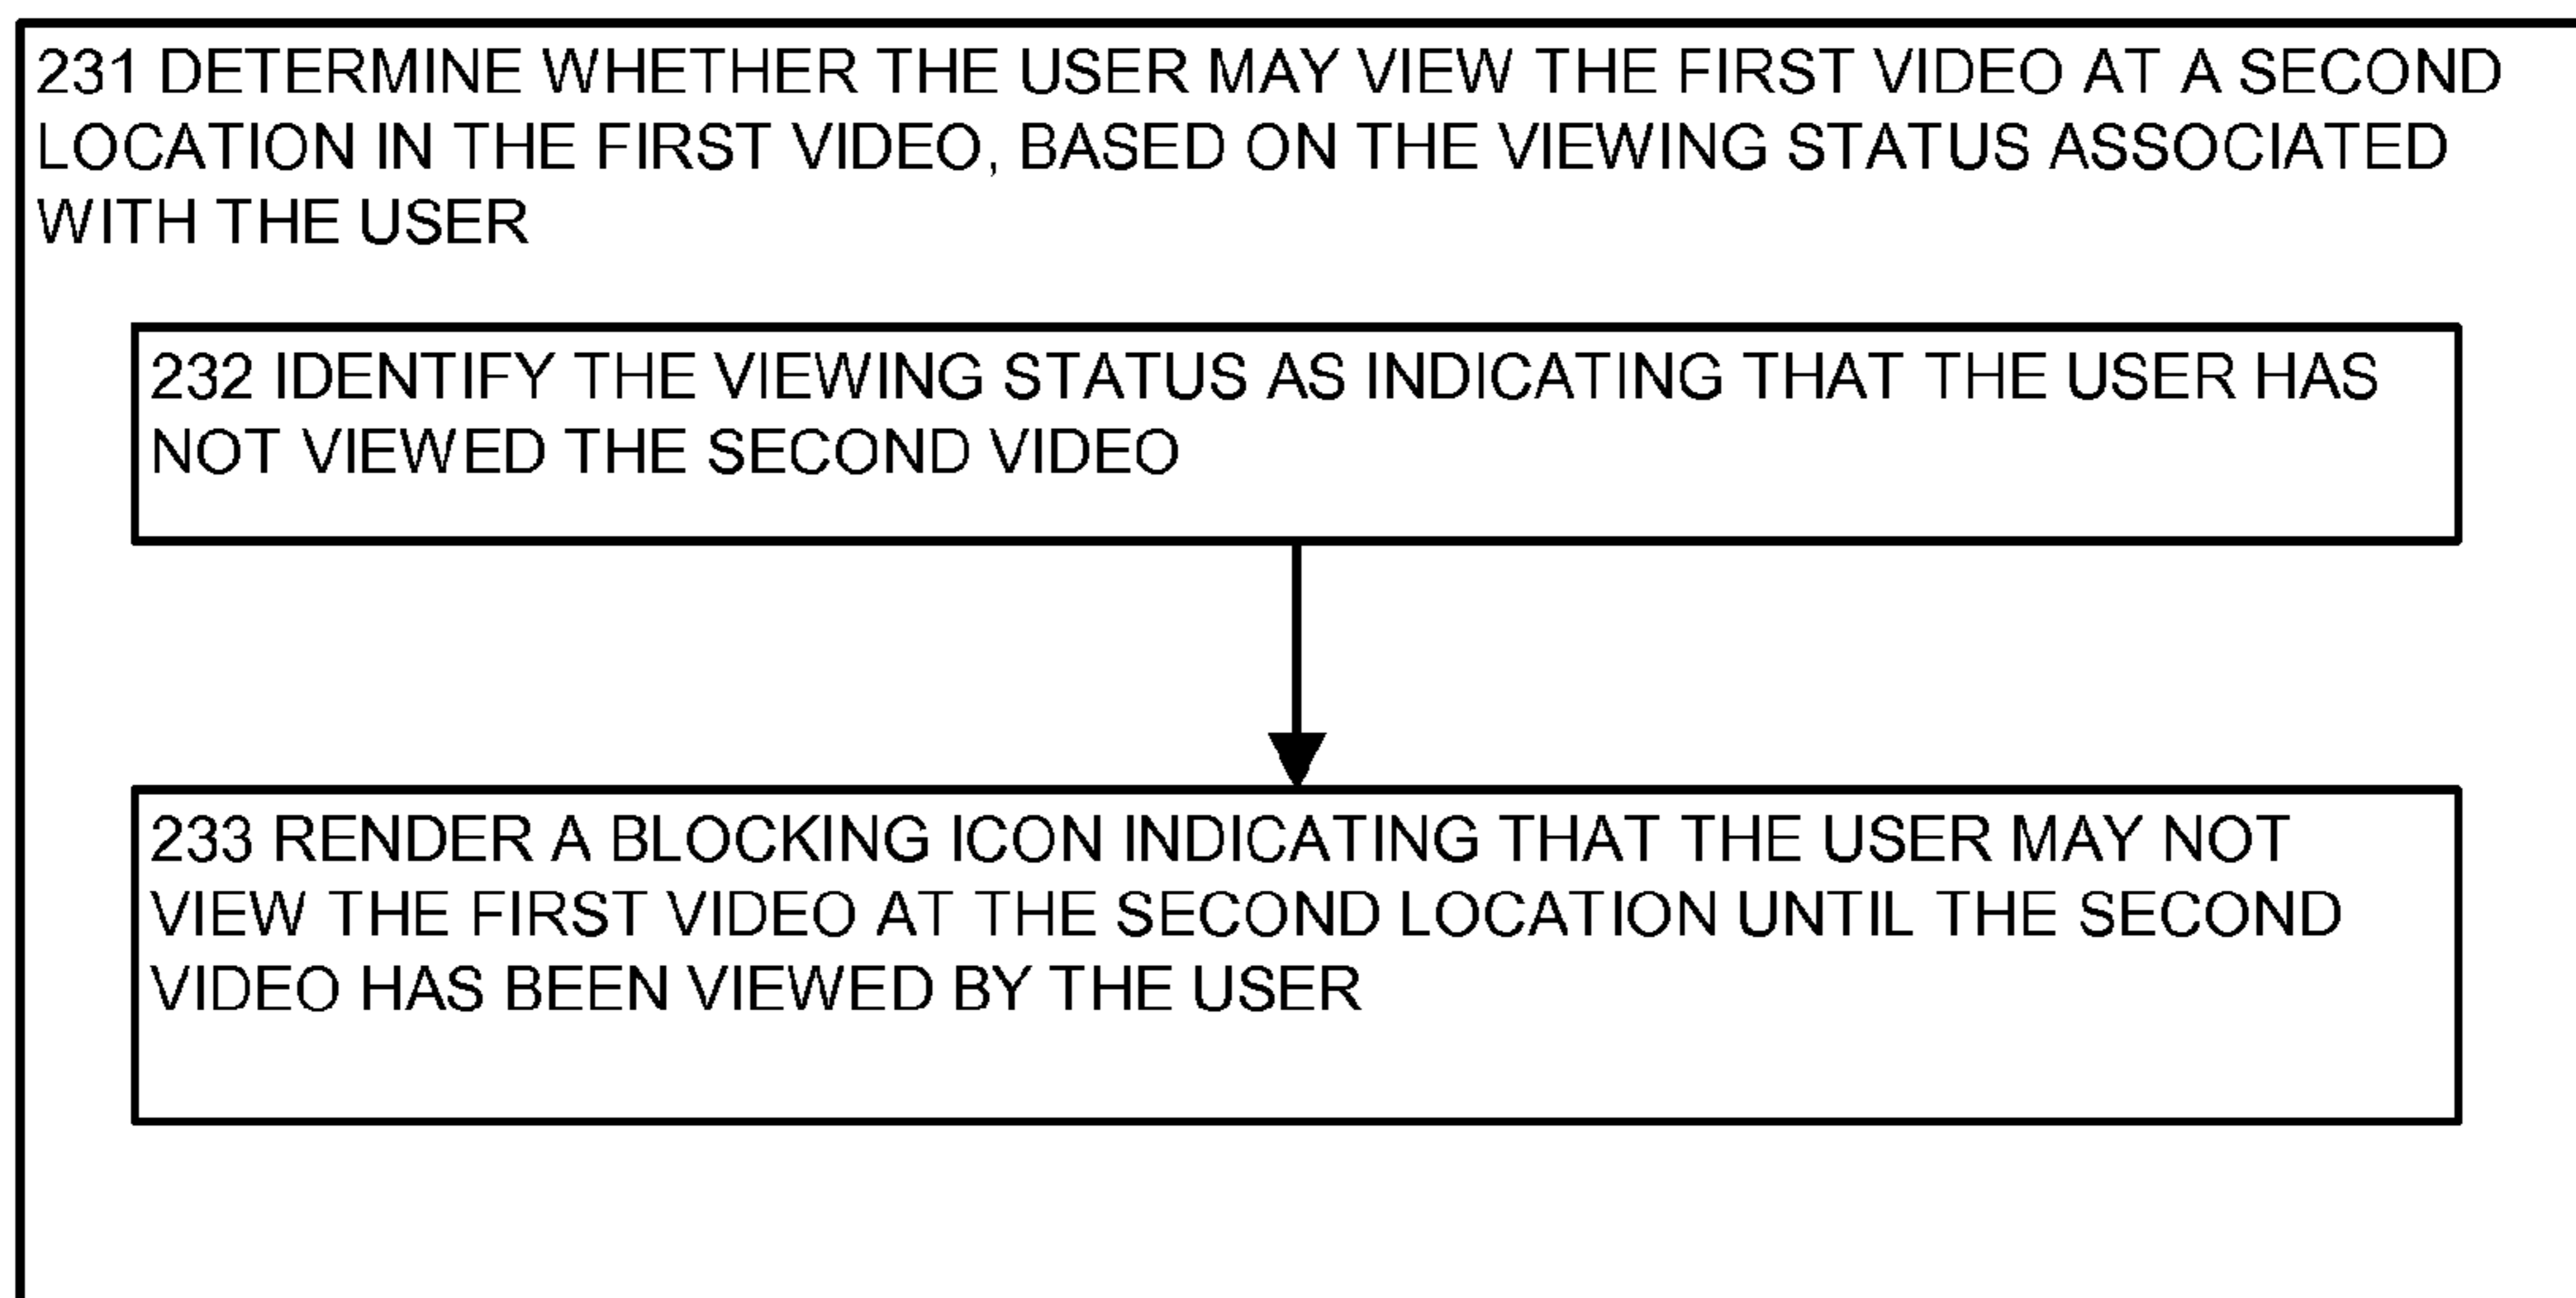 231 DETERMINE WHETHER THE USER MAY VIEW THE FIRST VIDEO AT A SECOND
LOCATION IN THE FIRST VIDEO, BASED ON THE VIEWING STATUS ASSOCIATED
WITH THE USER
232 IDENTIFY THE VIEWING STATUS AS INDICATING THAT THE USER HAS
NOT VIEWED THE SECOND VIDEO
233 RENDER A BLOCKING ICON INDICATING THAT THE USER MAY NOT
VIEW THE FIRST VIDEO AT THE SECOND LOCATION UNTIL THE SECOND
VIDEO HAS BEEN VIEWED BY THE USER